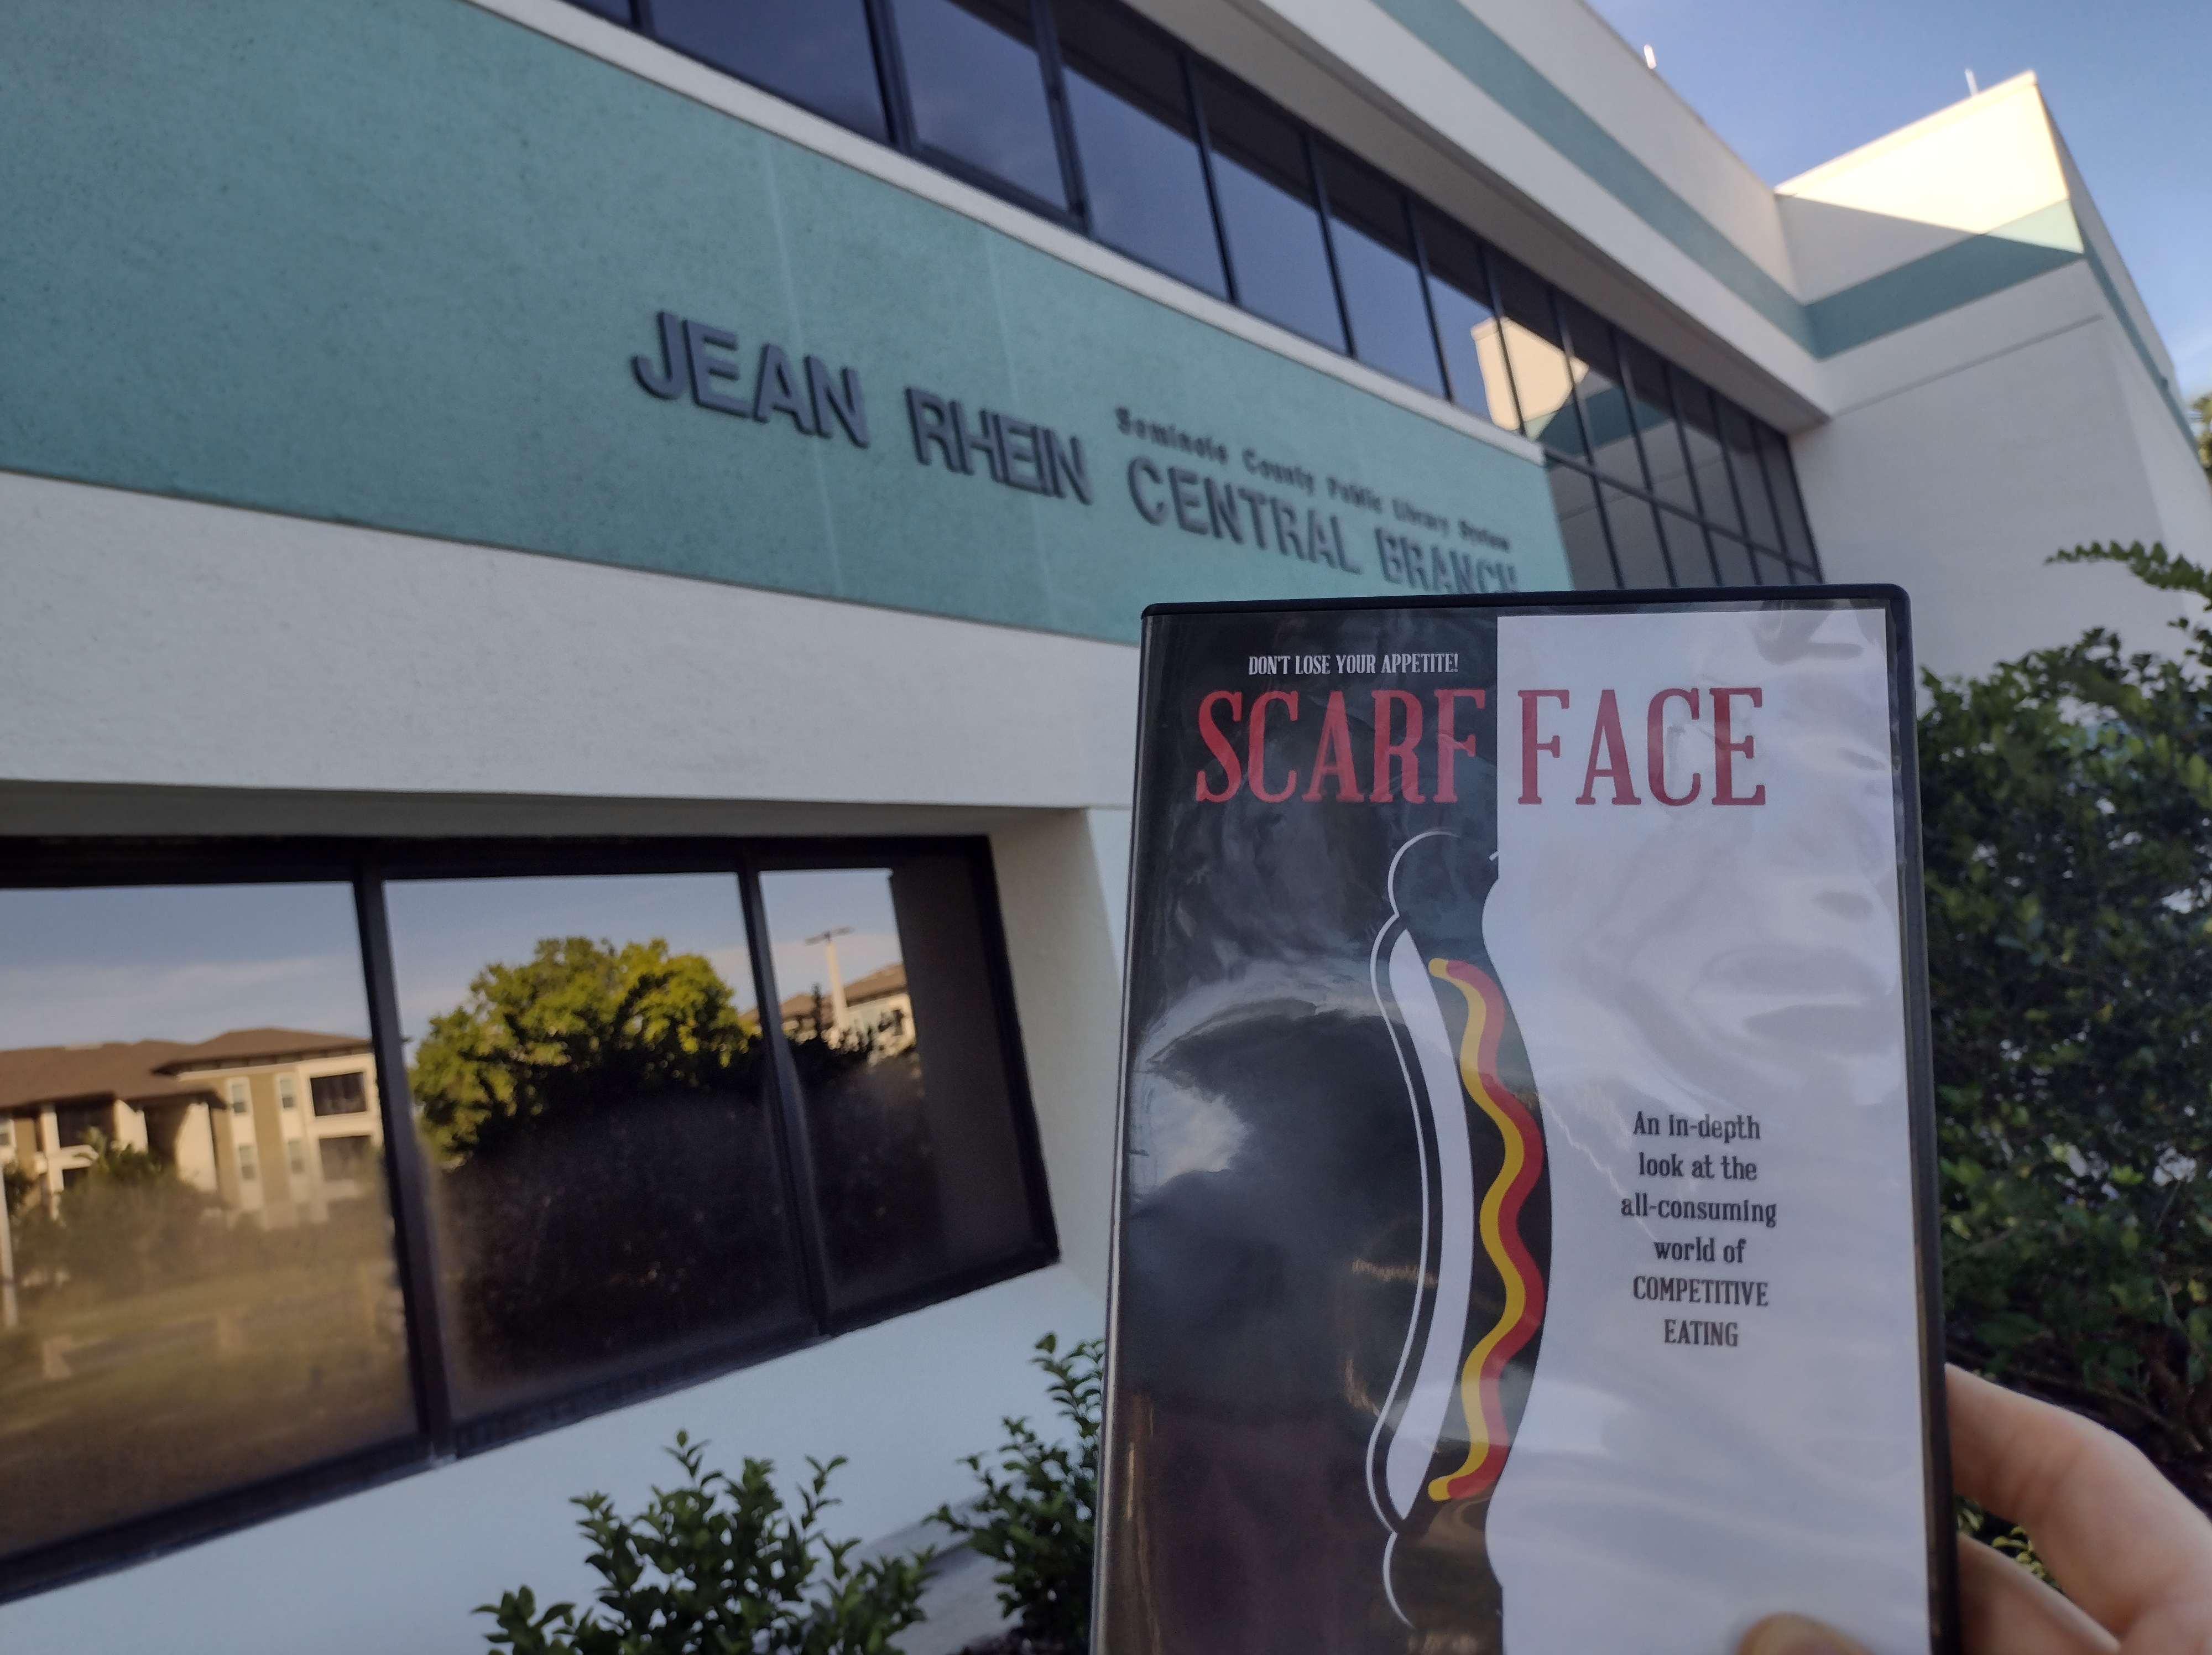 JEAN RHEIN
Seminole County Public Library System
CENTRAL BRANCH
DON'T LOSE YOUR APPETITE!
SCARF FACE
An in-depth
look at the
all-consuming
world of
COMPETITIVE
EATING